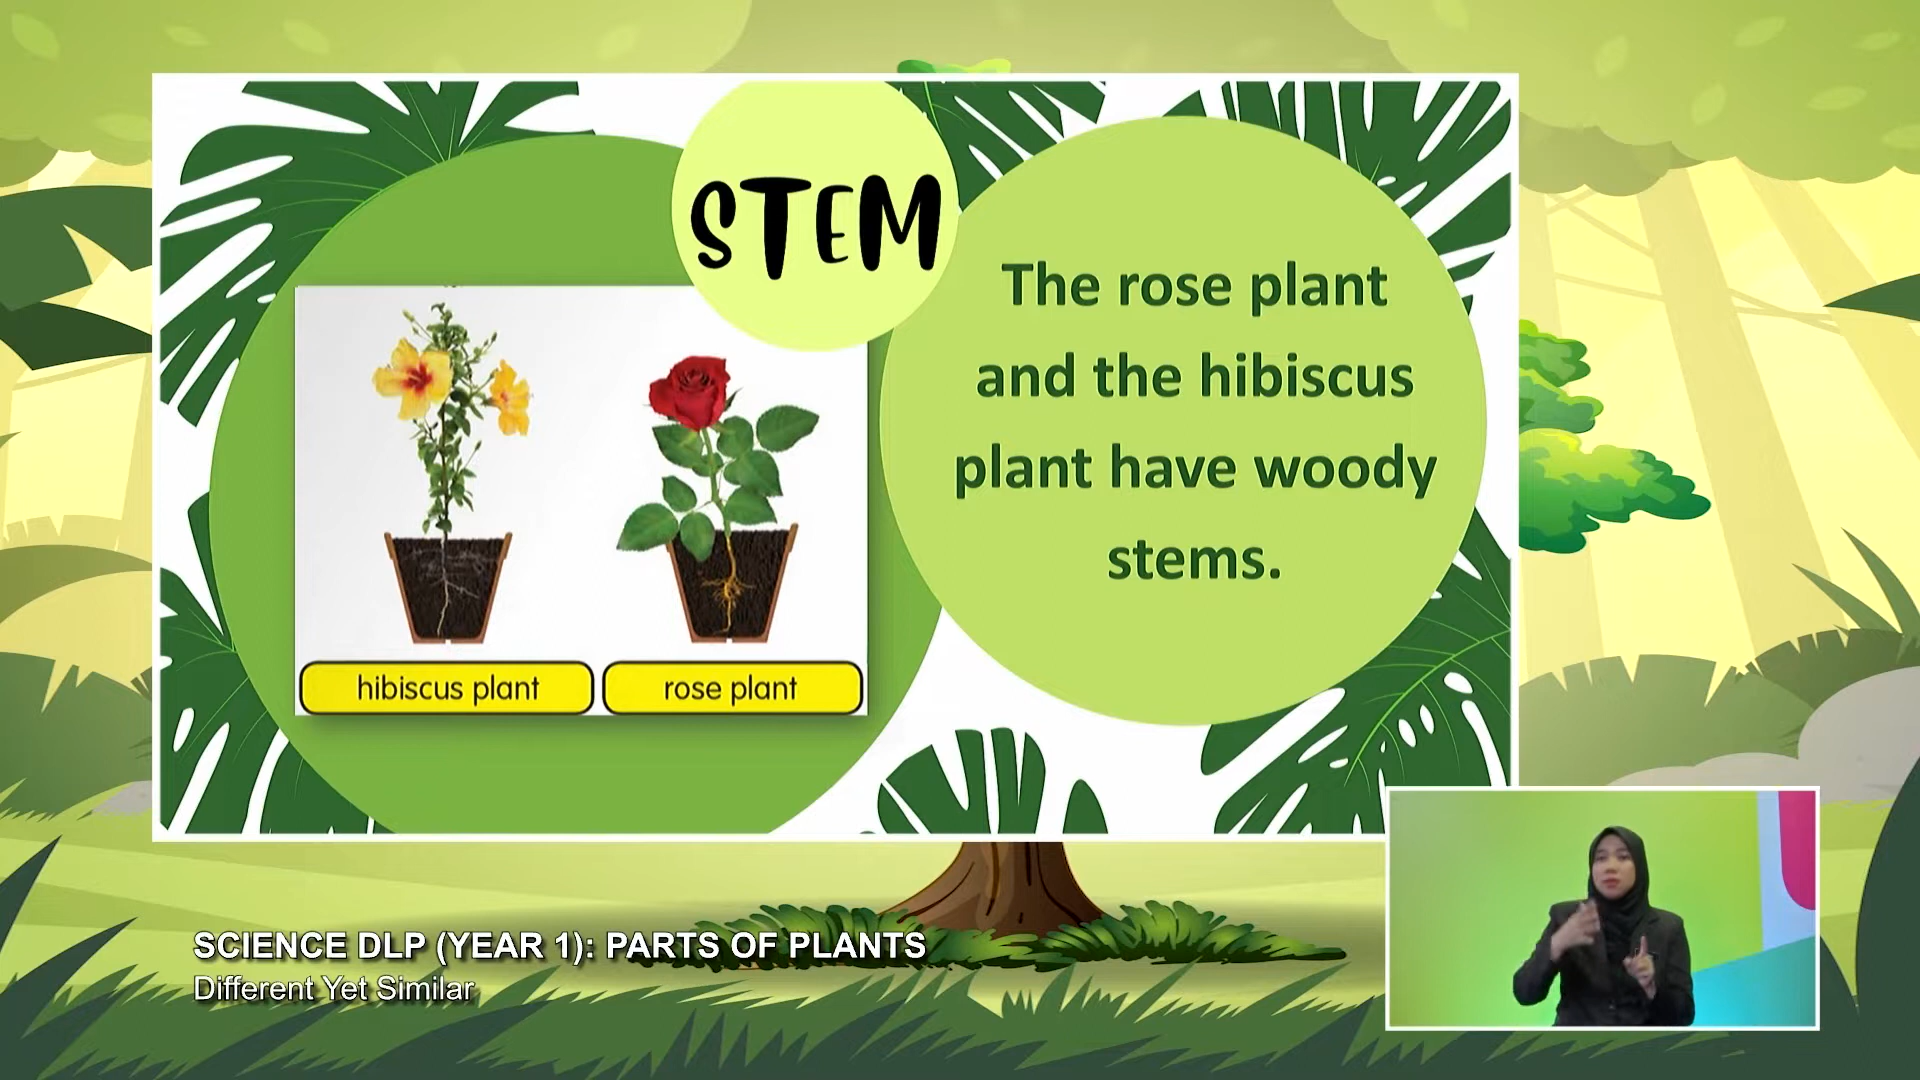 STEM
The rose plant
and the hibiscus
plant have woody
stems.
hibiscus plant
rose plant
SCIENCE DLP (YEAR 1): PARTS OF PLANTS
Different Yet Similar